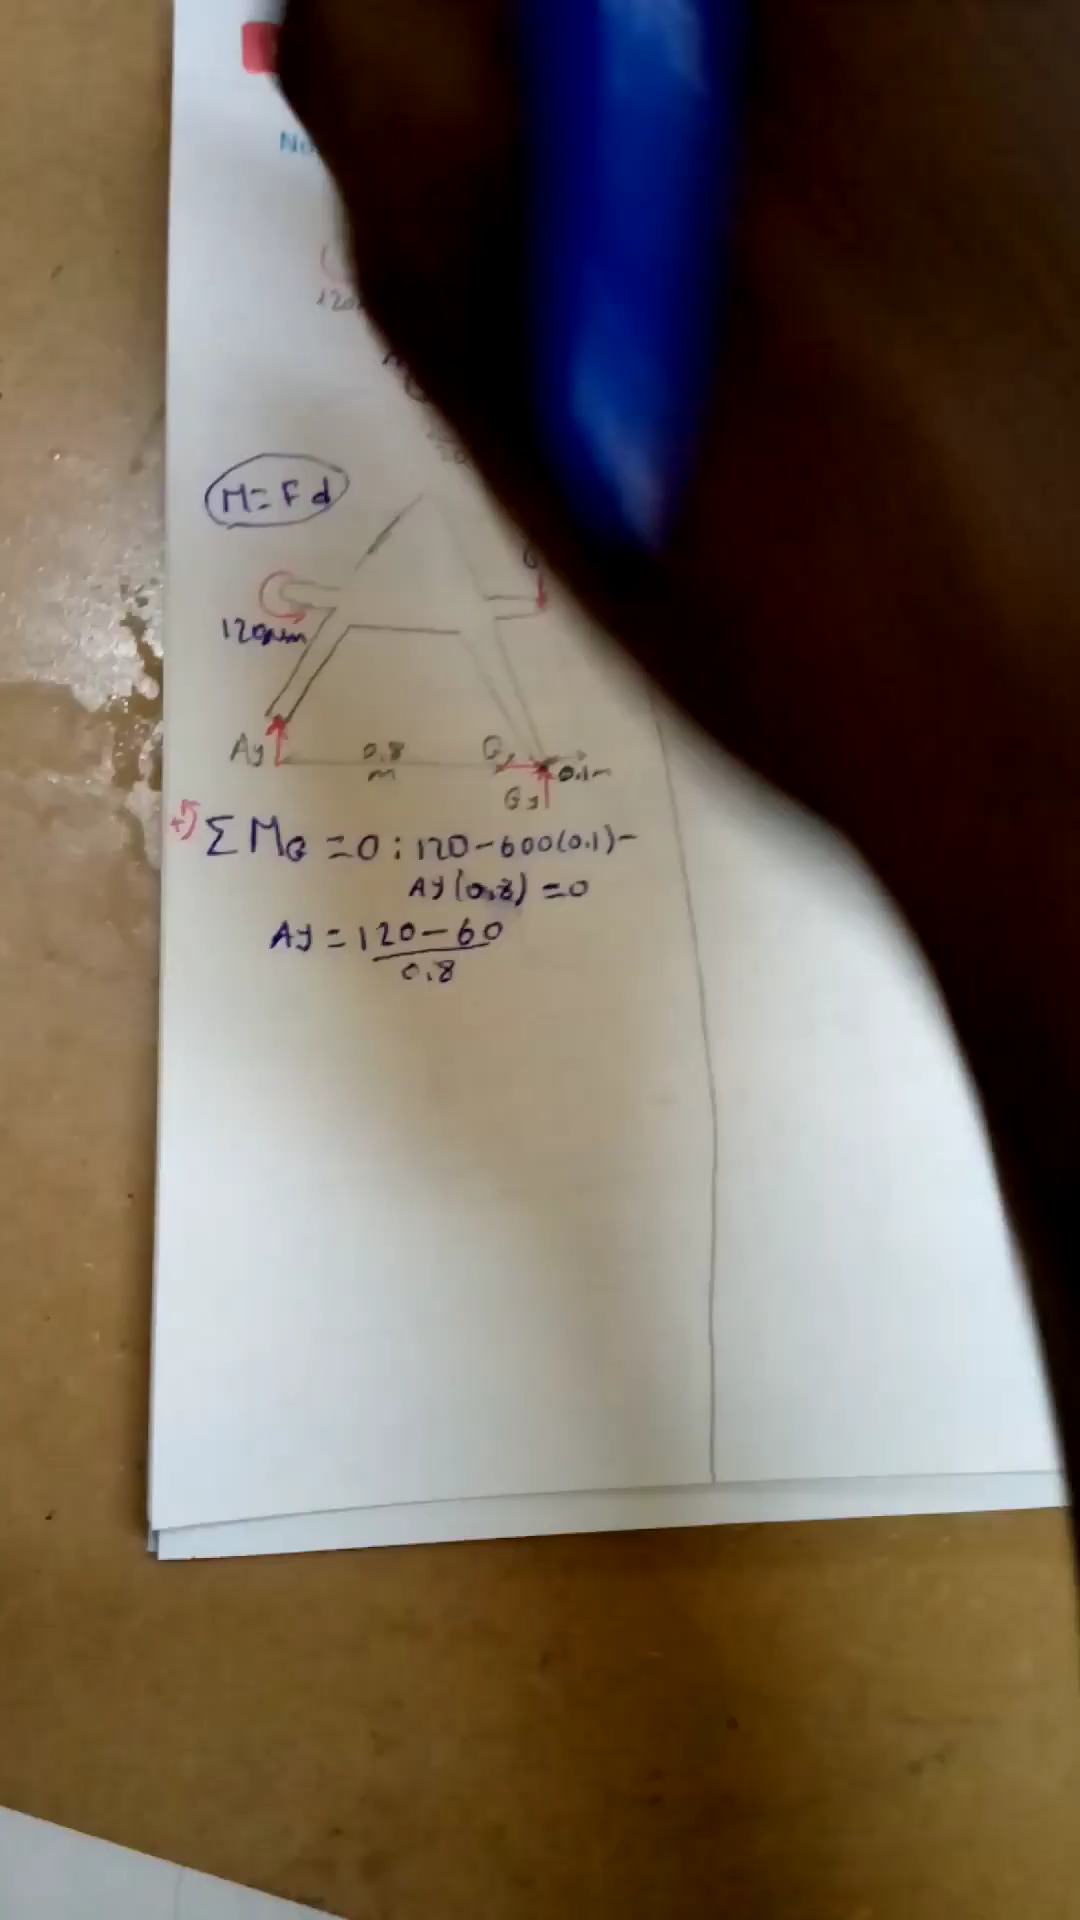 M=Fd
120Nm
Ay
0.8
m
Gy
0.1m
ΣMG =0: 120-600(0.1)-
Ay(0.8) =0
Ay = 120-60
0.8